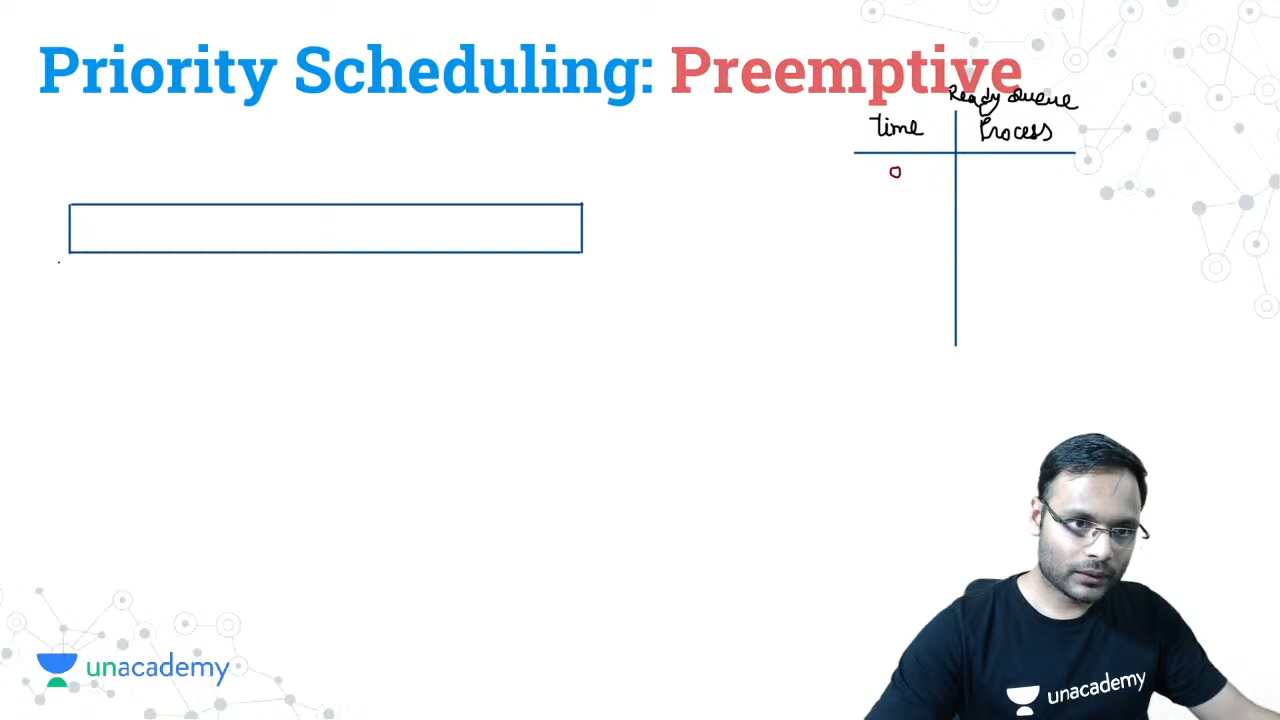 Priority Scheduling: Preemptive
Ready Queue
Time
Process
0
unacademy
unacademy